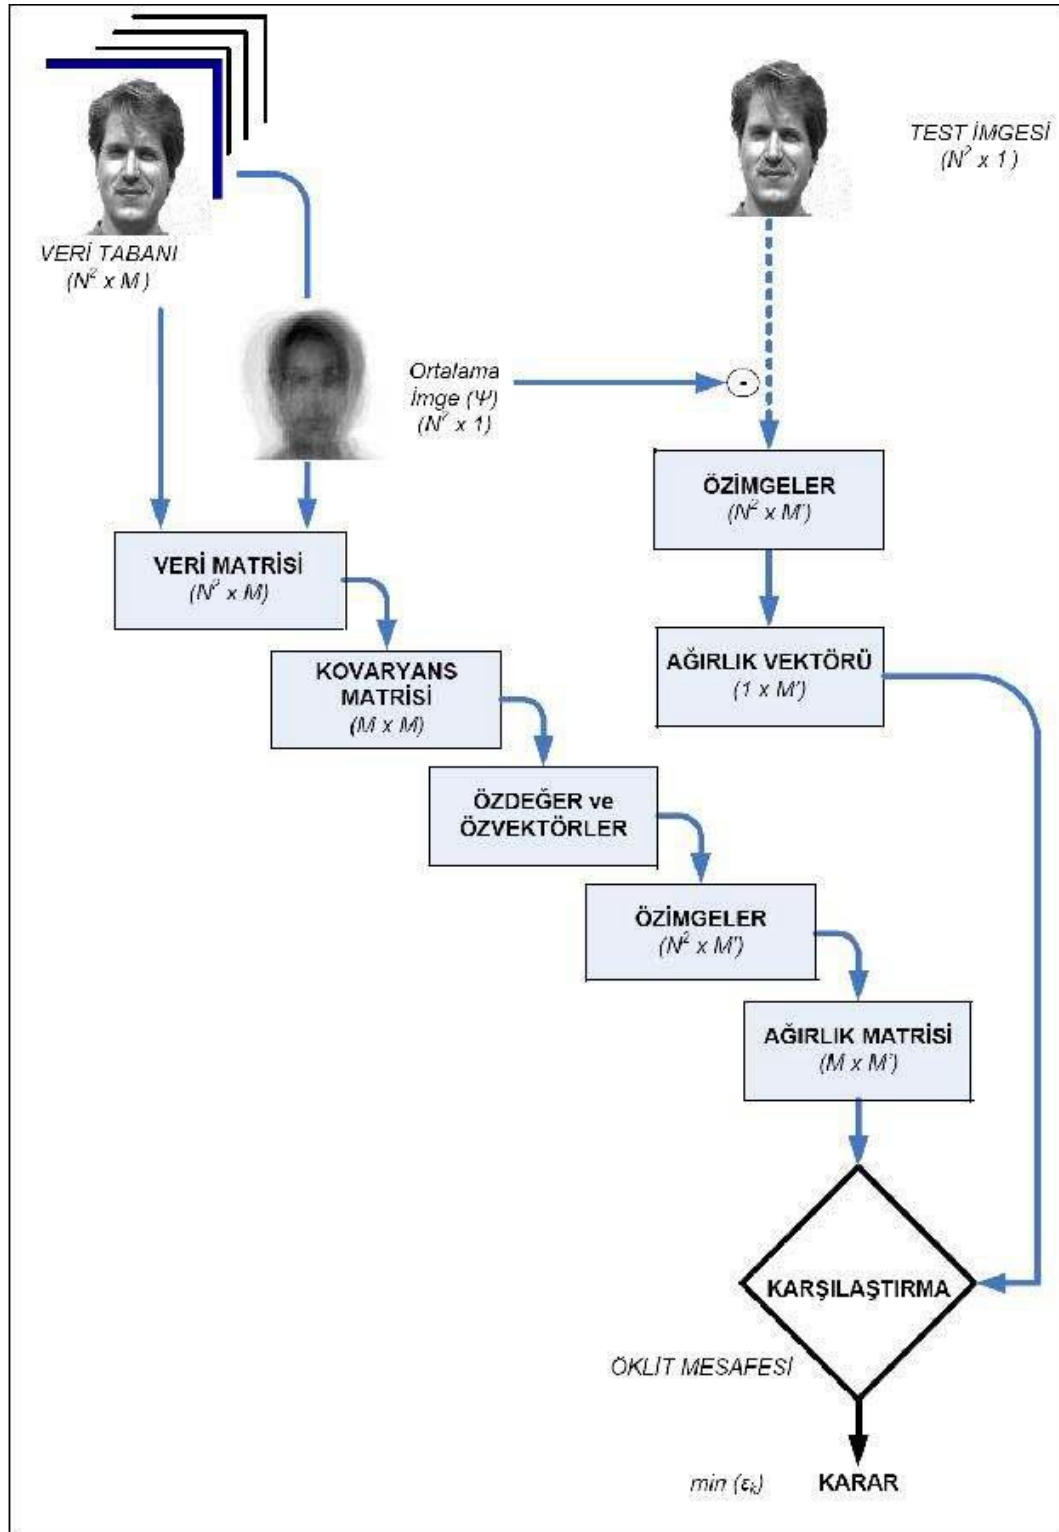 TEST İMGESİ
(N² x 1)
VERİ TABANI
(N² x M)
Ortalama
İmge (Ψ)
(N² x 1)
-
ÖZİMGELER
(N² x M')
VERİ MATRİSİ
(N² x M)
AĞIRLIK VEKTÖRÜ
(1 x M')
KOVARYANS
MATRİSİ
(M x M)
ÖZDEĞER ve
ÖZVEKTÖRLER
ÖZİMGELER
(N² x M')
AĞIRLIK MATRİSİ
(M x M')
KARŞILAŞTIRMA
ÖKLİT MESAFESİ
min (εₖ)
KARAR